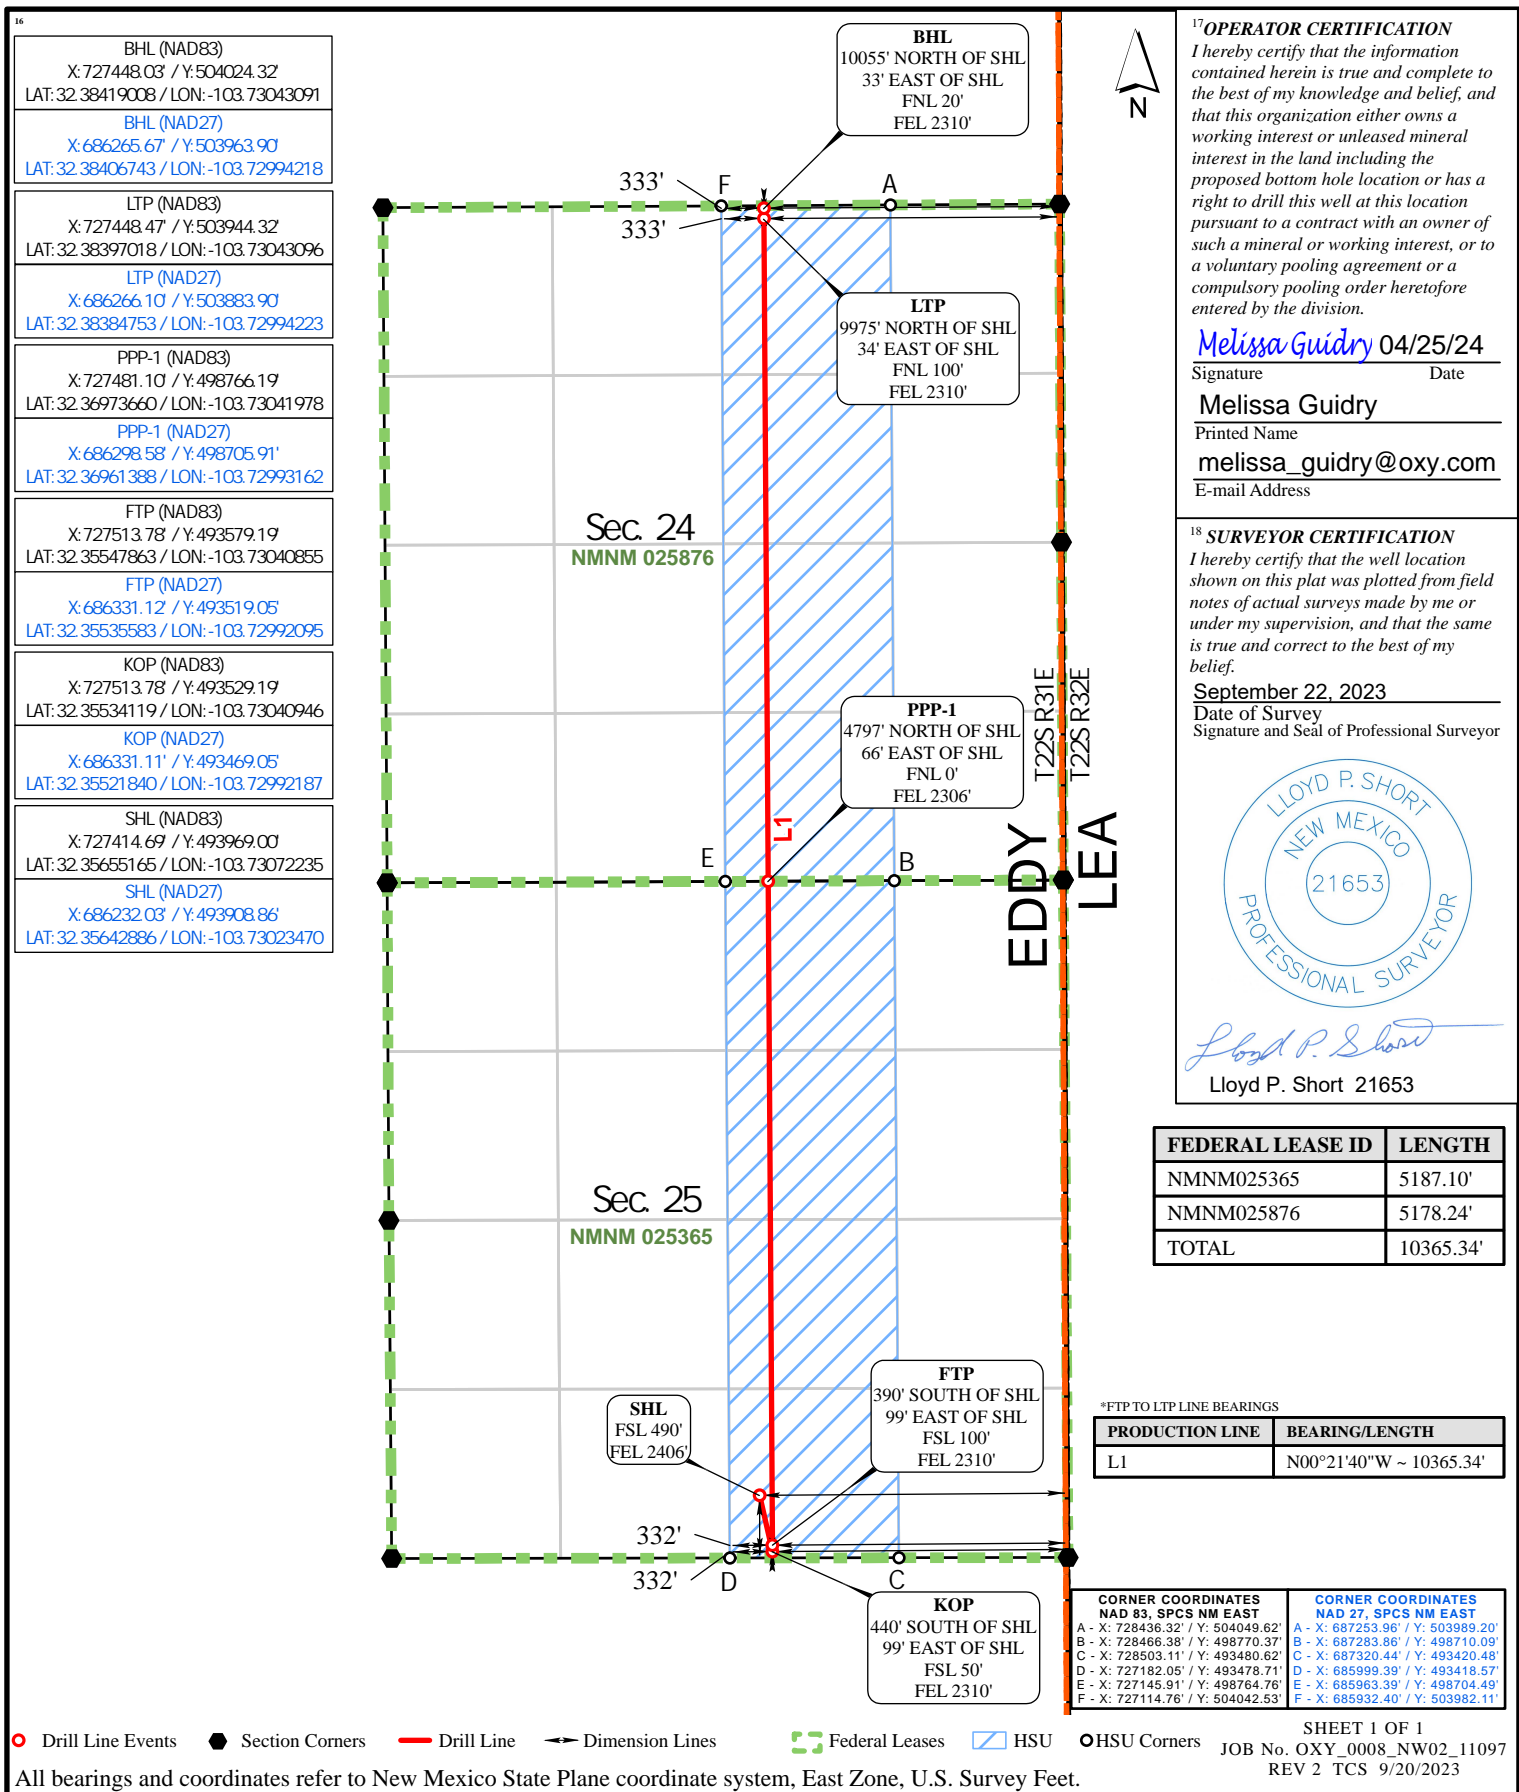 16
BHL (NAD83)
X:727448.03' / Y:504024.32'
LAT:32.38419008 / LON:-103.73043091
BHL (NAD27)
X:686265.67' / Y:503963.90'
LAT:32.38406743 / LON:-103.72994218
LTP (NAD83)
X:727448.47' / Y:503944.32'
LAT:32.38397018 / LON:-103.73043096
LTP (NAD27)
X:686266.10' / Y:503883.90'
LAT:32.38384753 / LON:-103.72994223
PPP-1 (NAD83)
X:727481.10' / Y:498766.19'
LAT:32.36973660 / LON:-103.73041978
PPP-1 (NAD27)
X:686298.58' / Y:498705.91'
LAT:32.36961388 / LON:-103.72993162
FTP (NAD83)
X:727513.78' / Y:493579.19'
LAT:32.35547863 / LON:-103.73040855
FTP (NAD27)
X:686331.12' / Y:493519.05'
LAT:32.35535583 / LON:-103.72992095
KOP (NAD83)
X:727513.78' / Y:493529.19'
LAT:32.35534119 / LON:-103.73040946
KOP (NAD27)
X:686331.11' / Y:493469.05'
LAT:32.35521840 / LON:-103.72992187
SHL (NAD83)
X:727414.69' / Y:493969.00'
LAT:32.35655165 / LON:-103.73072235
SHL (NAD27)
X:686232.03' / Y:493908.86'
LAT:32.35642886 / LON:-103.73023470
BHL
10055' NORTH OF SHL
33' EAST OF SHL
FNL 20'
FEL 2310'
N
333'
F
A
333'
LTP
9975' NORTH OF SHL
34' EAST OF SHL
FNL 100'
FEL 2310'
Sec. 24
NMNM 025876
PPP-1
4797' NORTH OF SHL
66' EAST OF SHL
FNL 0'
FEL 2306'
T22S R31E
T22S R32E
L1
EDDY
LEA
E
B
Sec. 25
NMNM 025365
SHL
FSL 490'
FEL 2406'
FTP
390' SOUTH OF SHL
99' EAST OF SHL
FSL 100'
FEL 2310'
332'
332'
D
C
KOP
440' SOUTH OF SHL
99' EAST OF SHL
FSL 50'
FEL 2310'
17 OPERATOR CERTIFICATION
I hereby certify that the information
contained herein is true and complete to
the best of my knowledge and belief, and
that this organization either owns a
working interest or unleased mineral
interest in the land including the
proposed bottom hole location or has a
right to drill this well at this location
pursuant to a contract with an owner of
such a mineral or working interest, or to
a voluntary pooling agreement or a
compulsory pooling order heretofore
entered by the division.
Melissa Guidry 04/25/24
Signature Date
Melissa Guidry
Printed Name
melissa_guidry@oxy.com
E-mail Address
18 SURVEYOR CERTIFICATION
I hereby certify that the well location
shown on this plat was plotted from field
notes of actual surveys made by me or
under my supervision, and that the same
is true and correct to the best of my
belief.
September 22, 2023
Date of Survey
Signature and Seal of Professional Surveyor
LLOYD P. SHORT
NEW MEXICO
21653
PROFESSIONAL SURVEYOR
Lloyd P. Short
Lloyd P. Short 21653
FEDERAL LEASE ID LENGTH
NMNM025365 5187.10'
NMNM025876 5178.24'
TOTAL 10365.34'
*FTP TO LTP LINE BEARINGS
PRODUCTION LINE BEARING/LENGTH
L1 N00°21'40"W ~ 10365.34'
CORNER COORDINATES
NAD 83, SPCS NM EAST
A - X: 728436.32' / Y: 504049.62'
B - X: 728466.38' / Y: 498770.37'
C - X: 728503.11' / Y: 493480.62'
D - X: 727182.05' / Y: 493478.71'
E - X: 727145.91' / Y: 498764.76'
F - X: 727114.76' / Y: 504042.53'
CORNER COORDINATES
NAD 27, SPCS NM EAST
A - X: 687253.96' / Y: 503989.20'
B - X: 687283.86' / Y: 498710.09'
C - X: 687320.44' / Y: 493420.48'
D - X: 685999.39' / Y: 493418.57'
E - X: 685963.39' / Y: 498704.49'
F - X: 685932.40' / Y: 503982.11'
Drill Line Events Section Corners Drill Line Dimension Lines Federal Leases HSU HSU Corners
All bearings and coordinates refer to New Mexico State Plane coordinate system, East Zone, U.S. Survey Feet.
SHEET 1 OF 1
JOB No. OXY_0008_NW02_11097
REV 2 TCS 9/20/2023